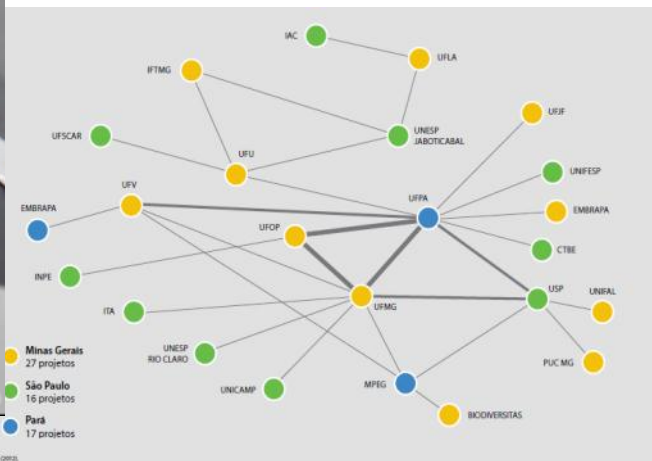 IAC
UFLA
IFTMG
UFJF
UFSCAR
UNESP
JABOTICABAL
UFU
UNIFESP
UFV
UFPA
EMBRAPA
EMBRAPA
UFOP
CTBE
INPE
USP
UNIFAL
ITA
UFMG
UNESP
RIO CLARO
PUC MG
MPEG
UNICAMP
BIODIVERSITAS
Minas Gerais
27 projetos
São Paulo
16 projetos
Pará
17 projetos